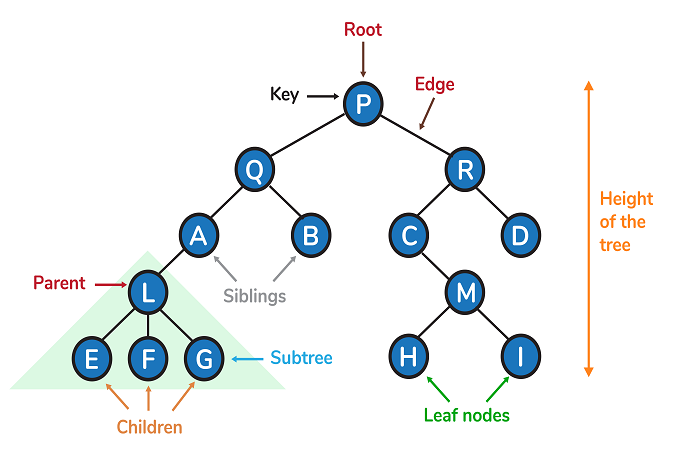 Root
Key
P
Edge
Q
R
Height
of the
tree
A
B
C
D
Parent
L
Siblings
M
E
F
G
Subtree
H
I
Children
Leaf nodes